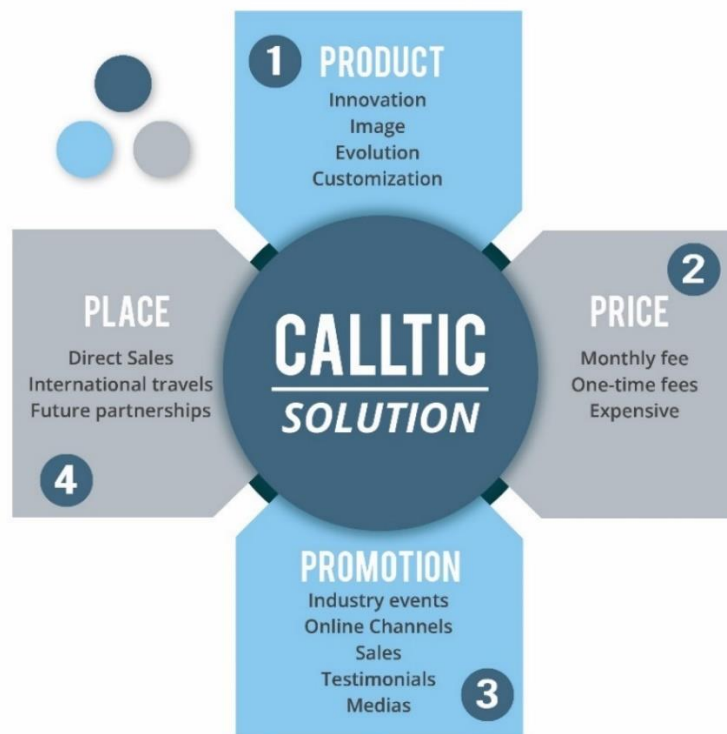 1 PRODUCT
Innovation
Image
Evolution
Customization
2
PRICE
Monthly fee
One-time fees
Expensive
PROMOTION
Industry events
Online Channels
Sales
Testimonials
Medias
3
PLACE
Direct Sales
International travels
Future partnerships
4
CALLTIC
SOLUTION